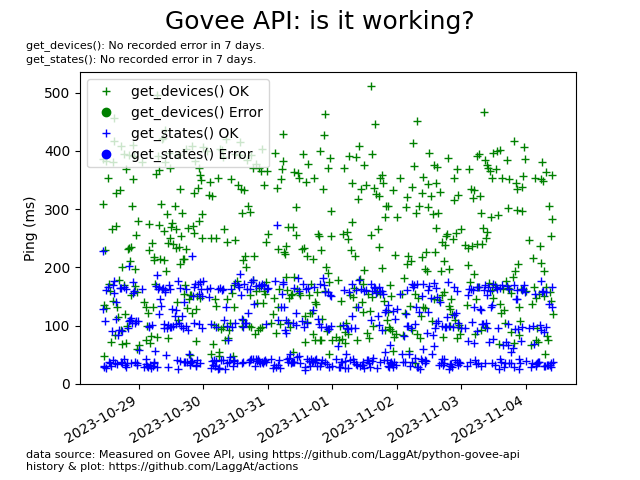 Govee API: is it working?
get_devices(): No recorded error in 7 days.
get_states(): No recorded error in 7 days.
get_devices() OK
get_devices() Error
get_states() OK
get_states() Error
Ping (ms)
500
400
300
200
100
0
2023-10-29
2023-10-30
2023-10-31
2023-11-01
2023-11-02
2023-11-03
2023-11-04
data source: Measured on Govee API, using https://github.com/LaggAt/python-govee-api
history & plot: https://github.com/LaggAt/actions